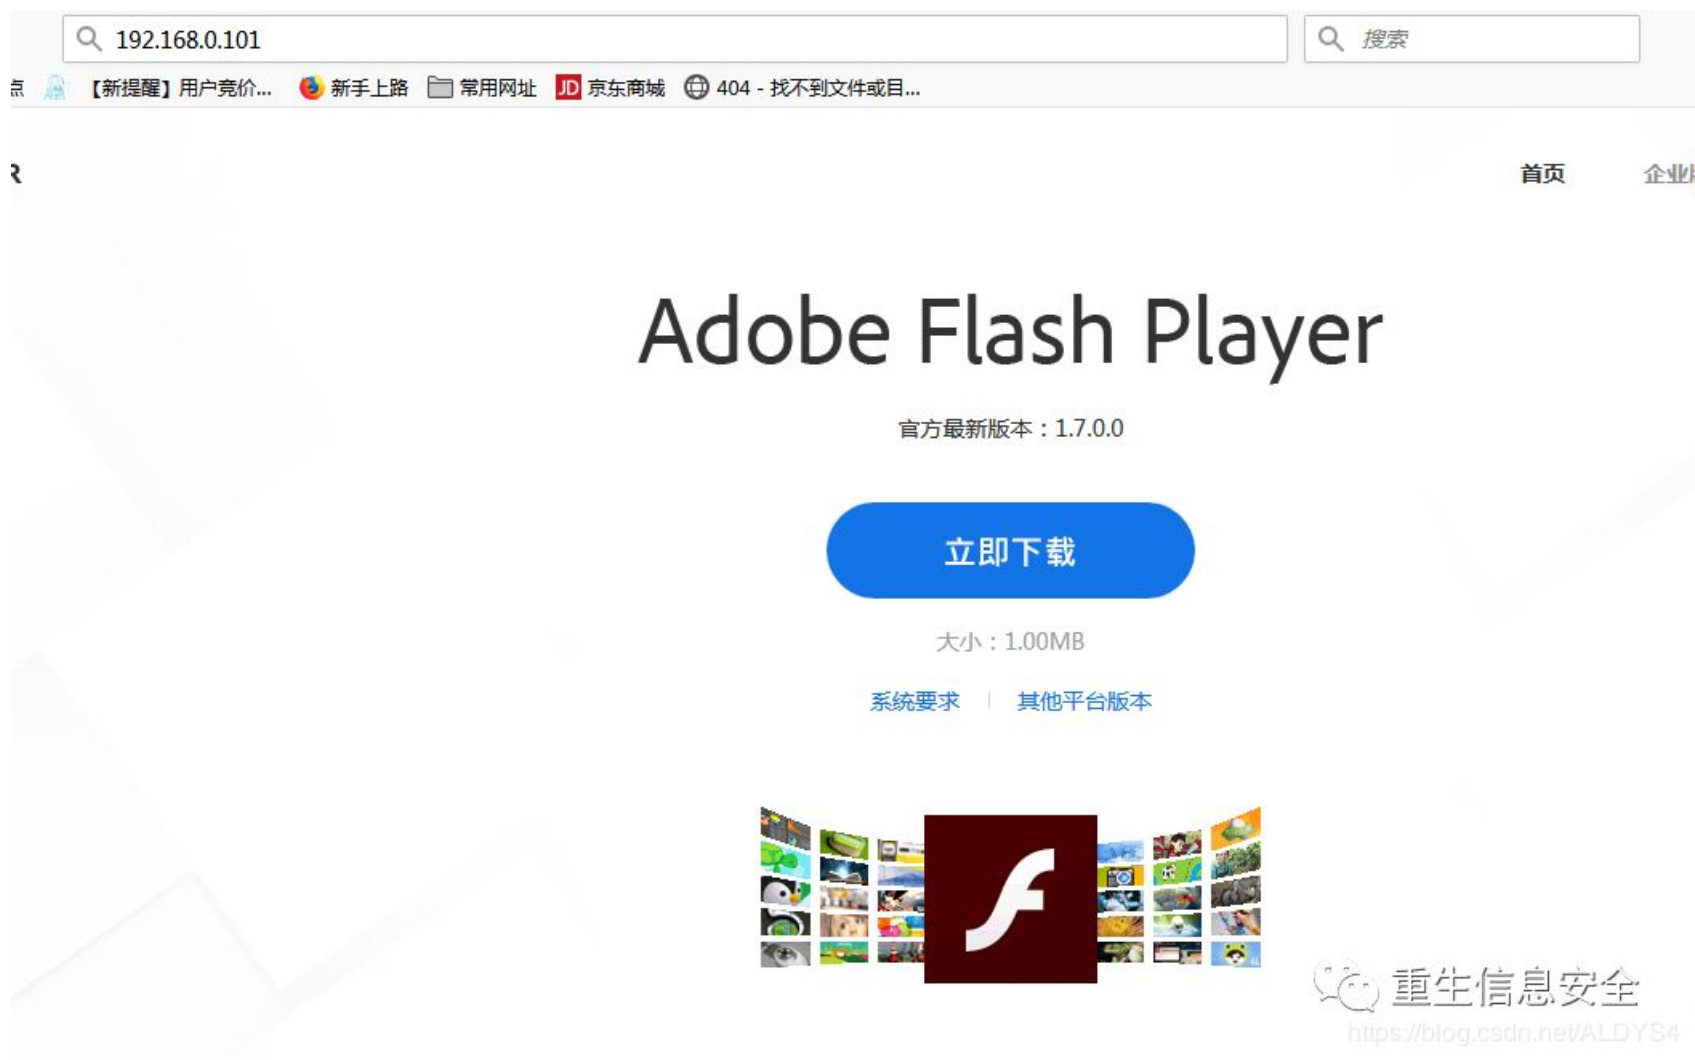 192.168.0.101
搜索
点 【新提醒】用户竞价... 新手上路 常用网址 JD 京东商城 404 - 找不到文件或目...
R 首页 企业
Adobe Flash Player
官方最新版本：1.7.0.0
立即下载
大小：1.00MB
系统要求 | 其他平台版本
重生信息安全
https://blog.csdn.net/ALDYS4